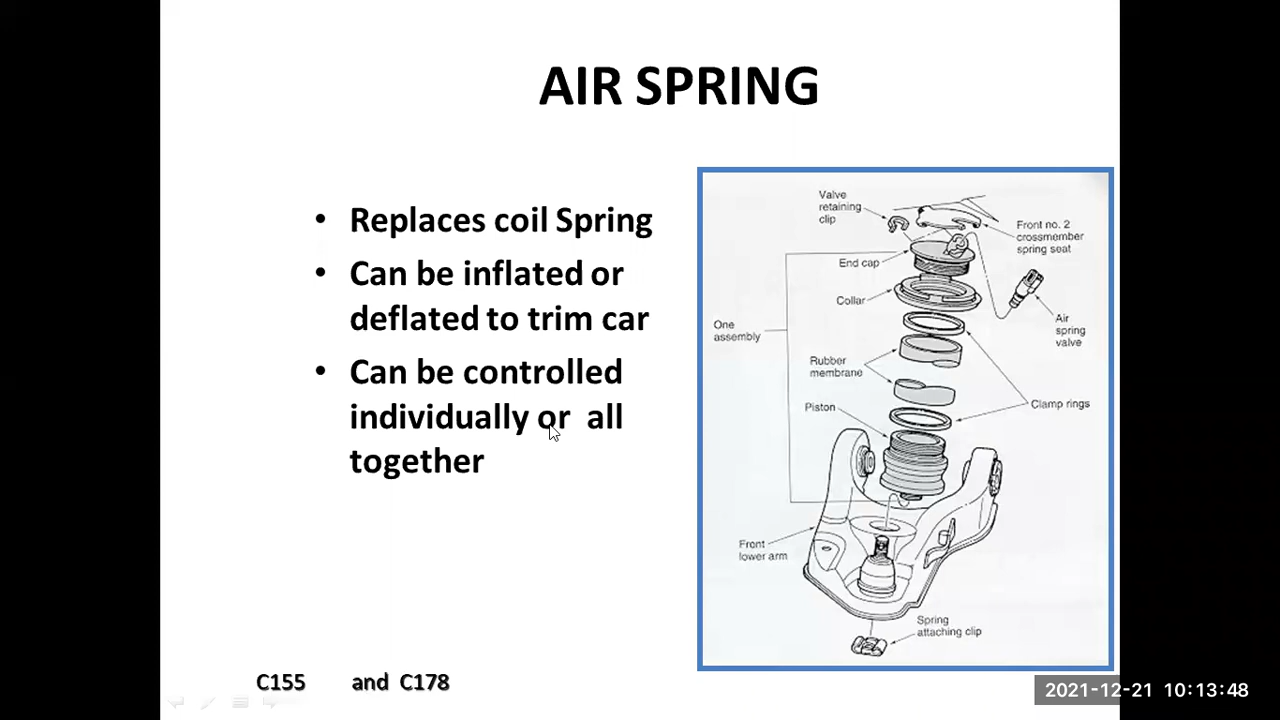 AIR SPRING
• Replaces coil Spring
• Can be inflated or
deflated to trim car
• Can be controlled
individually or all
together
Valve
retaining
clip
Front no. 2
crossmember
spring seat
End cap
Collar
Air
spring
valve
One
assembly
Rubber
membrane
Clamp rings
Piston
Front
lower arm
Spring
attaching clip
C155 and C178
2021-12-21 10:13:48